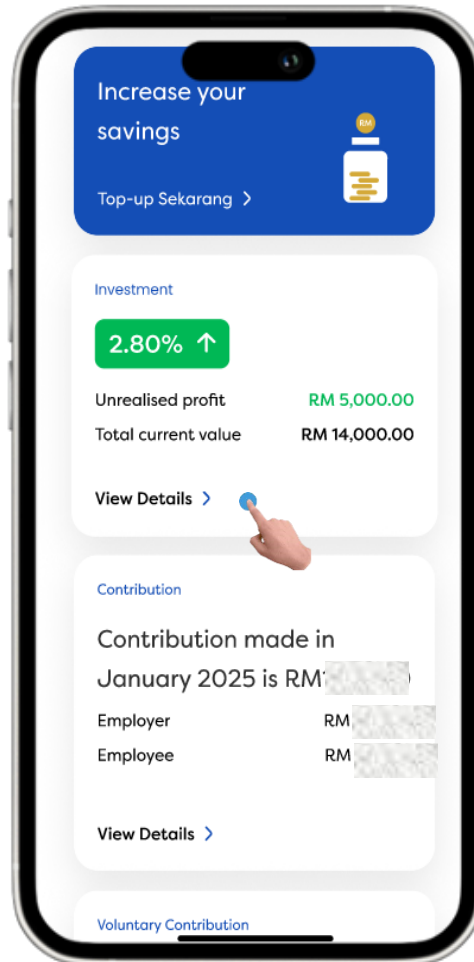 Increase your
savings
RM
Top-up Sekarang
Investment
2.80%
Unrealised profit RM 5,000.00
Total current value RM 14,000.00
View Details
Contribution
Contribution made in
January 2025 is RM
Employer RM
Employee RM
View Details
Voluntary Contribution